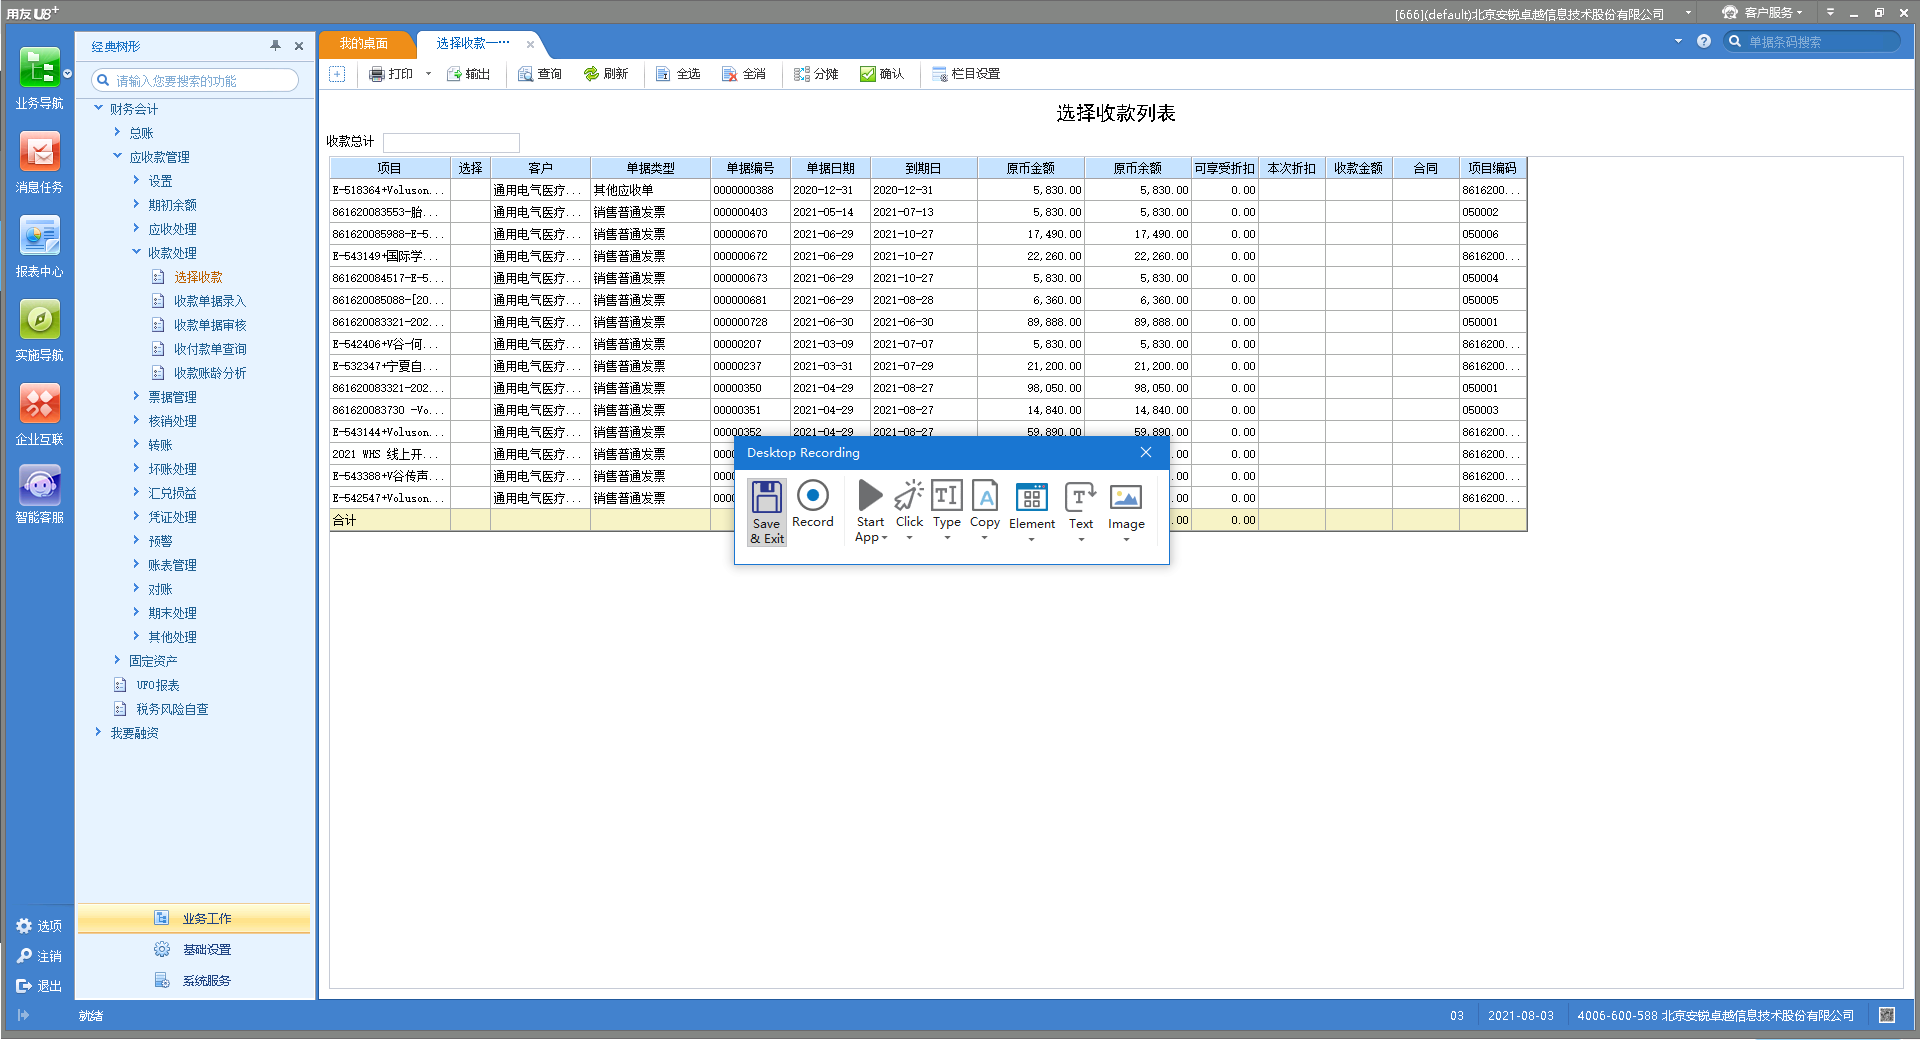 用友U8+
[666](default)北京安锐卓越信息技术股份有限公司
客户服务
业务导航
消息任务
报表中心
实施导航
企业互联
智能客服
选项
注销
退出
经典树形
请输入您要搜索的功能
财务会计
总账
应收款管理
设置
期初余额
应收处理
收款处理
选择收款
收款单据录入
收款单据审核
收付款单查询
收款账龄分析
票据管理
核销处理
转账
坏账处理
汇兑损益
凭证处理
预警
账表管理
对账
期末处理
其他处理
固定资产
UFO报表
税务风险自查
我要融资
业务工作
基础设置
系统服务
我的桌面
选择收款一···
单据条码搜索
打印 输出 查询 刷新 全选 全消 分摊 确认 栏目设置
选择收款列表
收款总计
项目 选择 客户 单据类型 单据编号 单据日期 到期日 原币金额 原币余额 可享受折扣 本次折扣 收款金额 合同 项目编码
E-518364+Voluson... 通用电气医疗... 其他应收单 0000000388 2020-12-31 2020-12-31 5,830.00 5,830.00 0.00 8616200...
861620083553-胎... 通用电气医疗... 销售普通发票 000000403 2021-05-14 2021-07-13 5,830.00 5,830.00 0.00 050002
861620085988-E-5... 通用电气医疗... 销售普通发票 000000670 2021-06-29 2021-10-27 17,490.00 17,490.00 0.00 050006
E-543149+国际学... 通用电气医疗... 销售普通发票 000000672 2021-06-29 2021-10-27 22,260.00 22,260.00 0.00 8616200...
861620084517-E-5... 通用电气医疗... 销售普通发票 000000673 2021-06-29 2021-10-27 5,830.00 5,830.00 0.00 050004
861620085088-[20... 通用电气医疗... 销售普通发票 000000681 2021-06-29 2021-08-28 6,360.00 6,360.00 0.00 050005
861620083321-202... 通用电气医疗... 销售普通发票 000000728 2021-06-30 2021-06-30 89,888.00 89,888.00 0.00 050001
E-542406+V谷-何... 通用电气医疗... 销售普通发票 00000207 2021-03-09 2021-07-07 5,830.00 5,830.00 0.00 8616200...
E-532347+宁夏自... 通用电气医疗... 销售普通发票 00000237 2021-03-31 2021-07-29 21,200.00 21,200.00 0.00 8616200...
861620083321-202... 通用电气医疗... 销售普通发票 00000350 2021-04-29 2021-08-27 98,050.00 98,050.00 0.00 050001
861620083730 -Vo... 通用电气医疗... 销售普通发票 00000351 2021-04-29 2021-08-27 14,840.00 14,840.00 0.00 050003
E-543144+Voluson... 通用电气医疗... 销售普通发票 00000352 2021-04-29 2021-08-27 59,890.00 59,890.00 0.00 8616200...
2021 WHS 线上开... 通用电气医疗... 销售普通发票 0000 .00 0.00 8616200...
E-543388+V谷传声... 通用电气医疗... 销售普通发票 0000 .00 0.00 8616200...
E-542547+Voluson... 通用电气医疗... 销售普通发票 0000 .00 0.00 8616200...
合计 .00 0.00
Desktop Recording
Save & Exit
Record
Start App
Click
Type
Copy
Element
Text
Image
就绪
03
2021-08-03
4006-600-588 北京安锐卓越信息技术股份有限公司